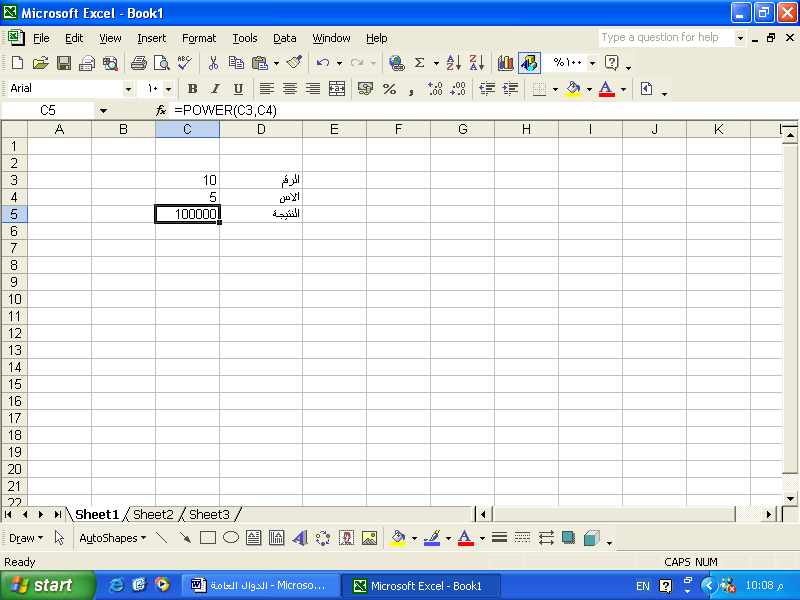 Microsoft Excel - Book1
File Edit View Insert Format Tools Data Window Help
Type a question for help
%١٠٠
Arial ١٠ B I U
C5 fx =POWER(C3,C4)
A B C D E F G H I J K L
1
2
3 10 الرقم
4 5 الاس
5 100000 النتيجة
6
7
8
9
10
11
12
13
14
15
16
17
18
19
20
21
22
Sheet1 Sheet2 Sheet3
Draw AutoShapes
Ready CAPS NUM
start الدوال العامة - Microso... Microsoft Excel - Book1 EN 10:08 م